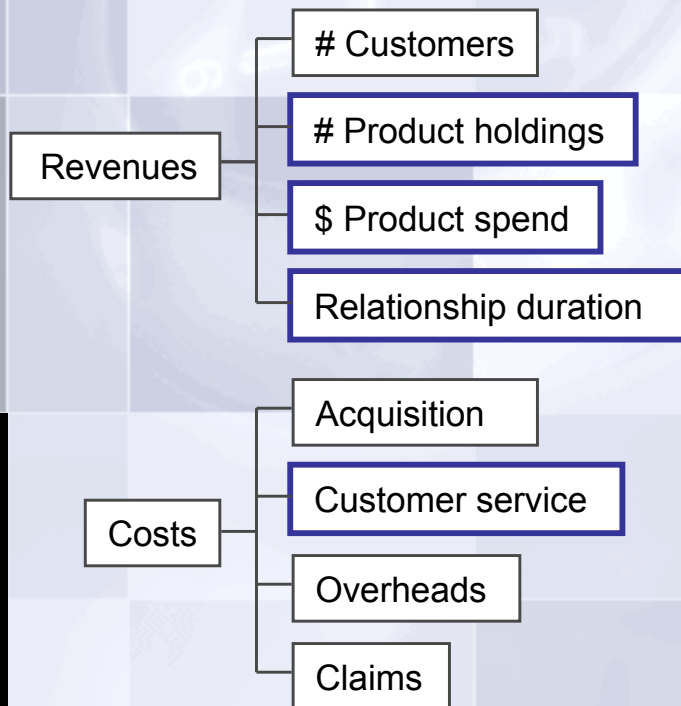 Revenues
# Customers
# Product holdings
$ Product spend
Relationship duration
Costs
Acquisition
Customer service
Overheads
Claims